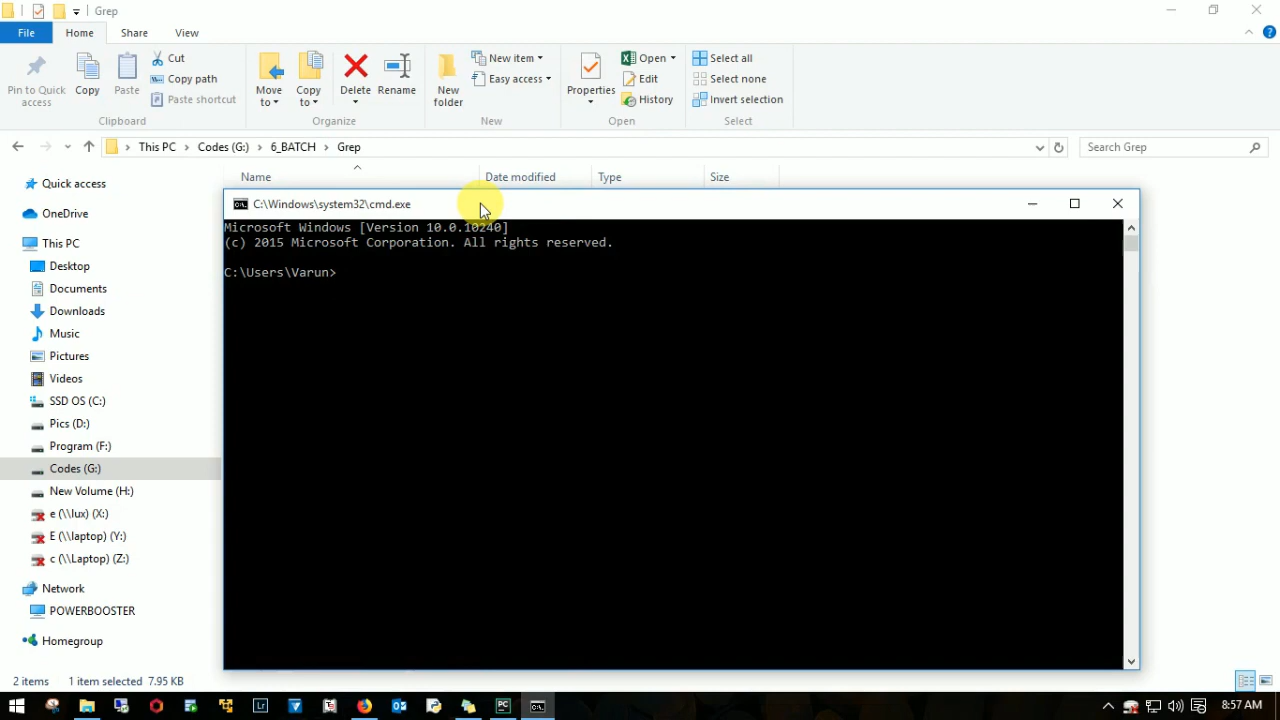 Grep
File Home Share View
Pin to Quick access
Copy
Paste
Cut
Copy path
Paste shortcut
Clipboard
Move to
Copy to
Delete
Rename
Organize
New folder
New item
Easy access
New
Properties
Open
Edit
History
Open
Select all
Select none
Invert selection
Select
This PC > Codes (G:) > 6_BATCH > Grep
Search Grep
Name Date modified Type Size
Quick access
OneDrive
This PC
Desktop
Documents
Downloads
Music
Pictures
Videos
SSD OS (C:)
Pics (D:)
Program (F:)
Codes (G:)
New Volume (H:)
e (\\lux) (X:)
E (\\laptop) (Y:)
c (\\Laptop) (Z:)
Network
POWERBOOSTER
Homegroup
C:\Windows\system32\cmd.exe
Microsoft Windows [Version 10.0.10240]
(c) 2015 Microsoft Corporation. All rights reserved.
C:\Users\Varun>
2 items 1 item selected 7.95 KB
8:57 AM